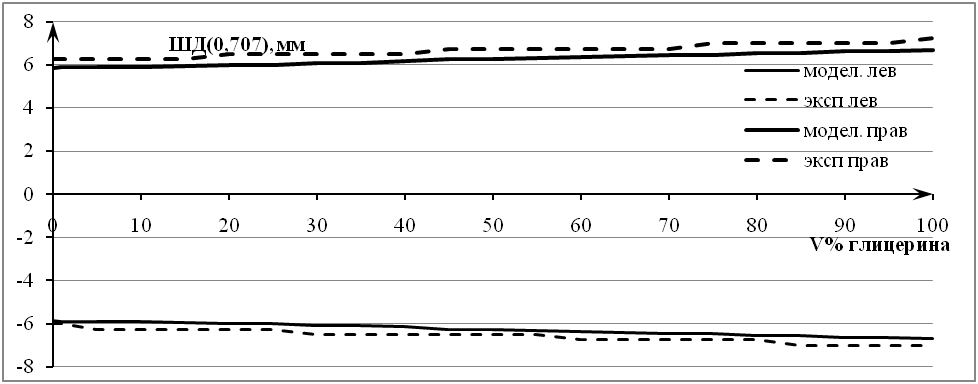 8
ШД(0,707), мм
6
модел. лев
4
эксп лев
модел. прав
2
эксп прав
0
0 10 20 30 40 50 60 70 80 90 100
-2
V% глицерина
-4
-6
-8